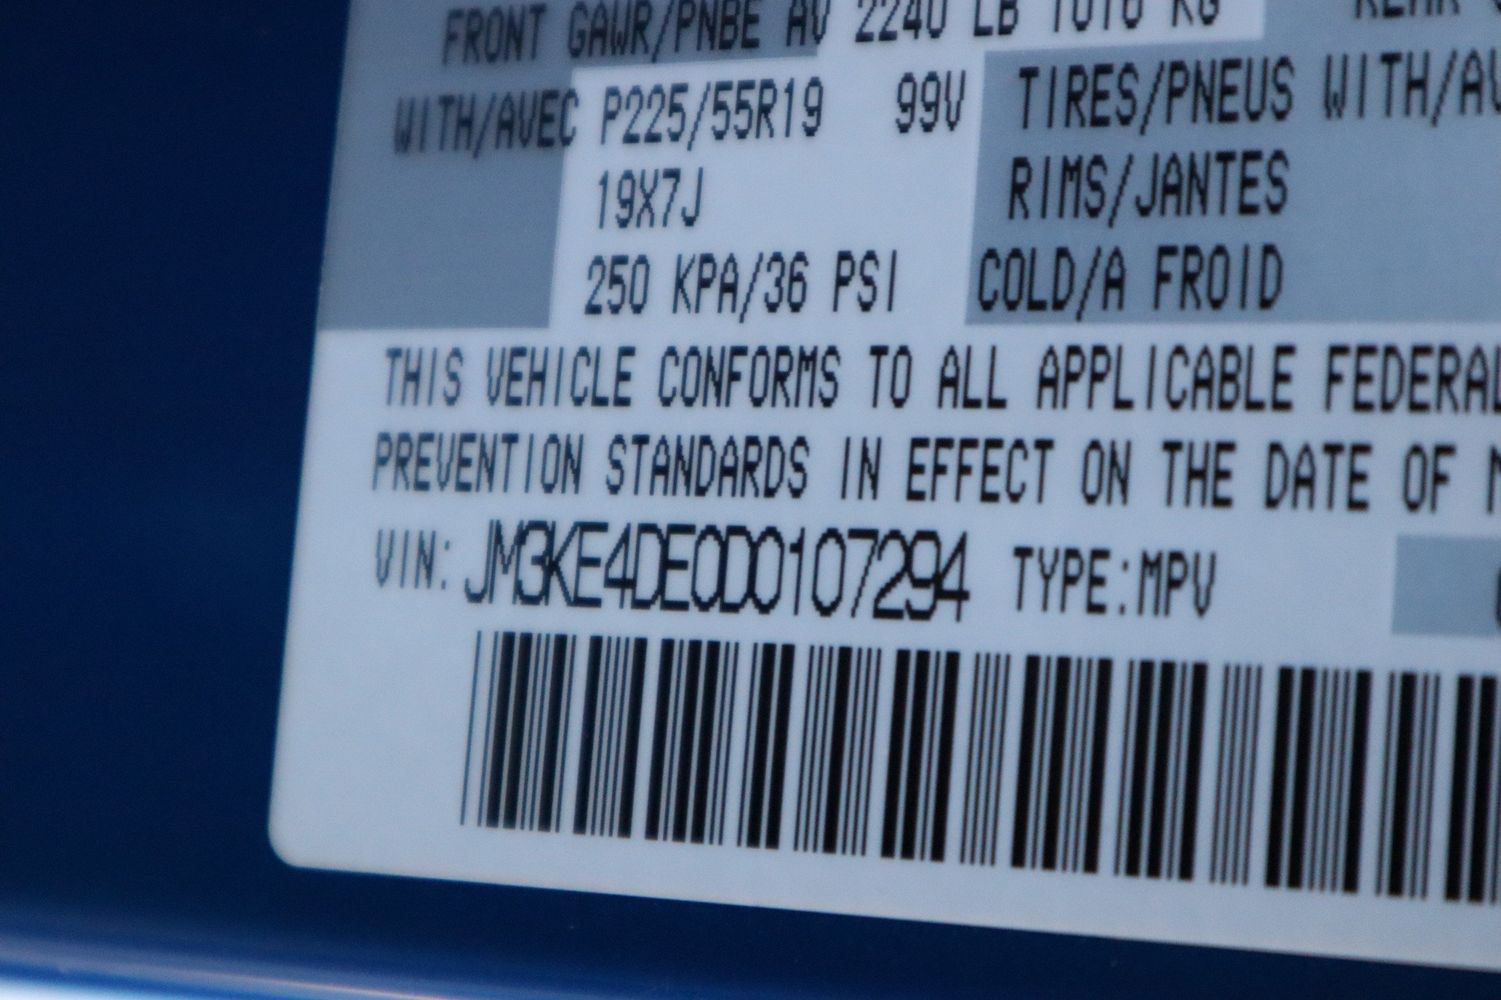 FRONT GAWR/PNBE AV 2240 LB 1016 KG
WITH/AVEC P225/55R19 99V TIRES/PNEUS WITH/AV
19X7J RIMS/JANTES
250 KPA/36 PSI COLD/A FROID
THIS VEHICLE CONFORMS TO ALL APPLICABLE FEDERAL
PREVENTION STANDARDS IN EFFECT ON THE DATE OF
VIN: JM3KE4DE0D0107294 TYPE:MPV